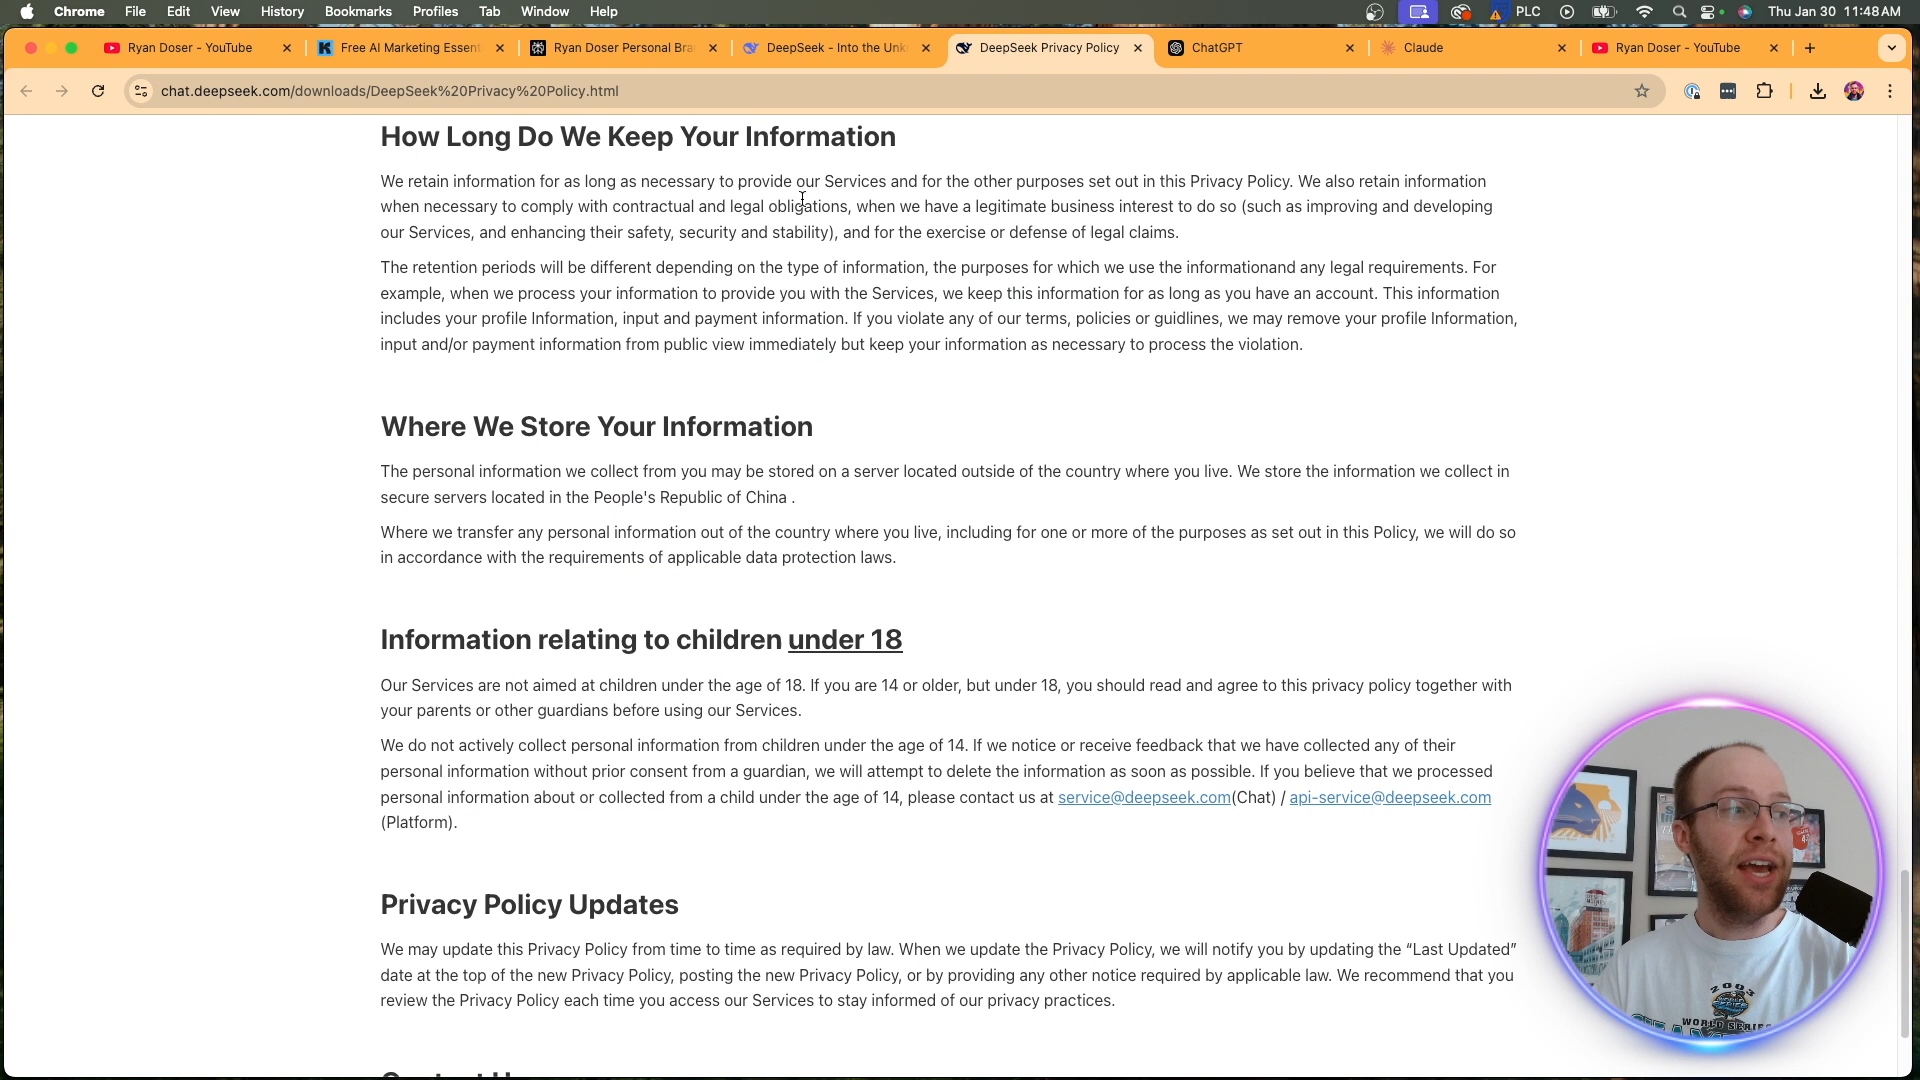 Chrome File Edit View History Bookmarks Profiles Tab Window Help PLC Thu Jan 30 11:48 AM
Ryan Doser - YouTube Free AI Marketing Essent Ryan Doser Personal Bra DeepSeek - Into the Unk DeepSeek Privacy Policy ChatGPT Claude Ryan Doser - YouTube
chat.deepseek.com/downloads/DeepSeek%20Privacy%20Policy.html
How Long Do We Keep Your Information
We retain information for as long as necessary to provide our Services and for the other purposes set out in this Privacy Policy. We also retain information
when necessary to comply with contractual and legal obligations, when we have a legitimate business interest to do so (such as improving and developing
our Services, and enhancing their safety, security and stability), and for the exercise or defense of legal claims.
The retention periods will be different depending on the type of information, the purposes for which we use the informationand any legal requirements. For
example, when we process your information to provide you with the Services, we keep this information for as long as you have an account. This information
includes your profile Information, input and payment information. If you violate any of our terms, policies or guidlines, we may remove your profile Information,
input and/or payment information from public view immediately but keep your information as necessary to process the violation.
Where We Store Your Information
The personal information we collect from you may be stored on a server located outside of the country where you live. We store the information we collect in
secure servers located in the People's Republic of China .
Where we transfer any personal information out of the country where you live, including for one or more of the purposes as set out in this Policy, we will do so
in accordance with the requirements of applicable data protection laws.
Information relating to children under 18
Our Services are not aimed at children under the age of 18. If you are 14 or older, but under 18, you should read and agree to this privacy policy together with
your parents or other guardians before using our Services.
We do not actively collect personal information from children under the age of 14. If we notice or receive feedback that we have collected any of their
personal information without prior consent from a guardian, we will attempt to delete the information as soon as possible. If you believe that we processed
personal information about or collected from a child under the age of 14, please contact us at service@deepseek.com(Chat) / api-service@deepseek.com
(Platform).
Privacy Policy Updates
We may update this Privacy Policy from time to time as required by law. When we update the Privacy Policy, we will notify you by updating the “Last Updated”
date at the top of the new Privacy Policy, posting the new Privacy Policy, or by providing any other notice required by applicable law. We recommend that you
review the Privacy Policy each time you access our Services to stay informed of our privacy practices.
2003
WORLD SERIES